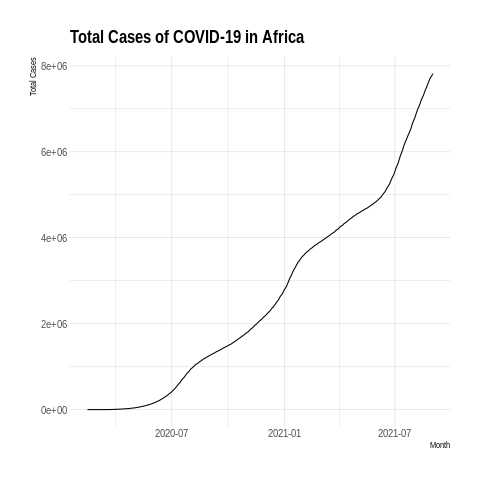 Total Cases of COVID-19 in Africa
Total Cases
8e+06
6e+06
4e+06
2e+06
0e+00
2020-07
2021-01
2021-07
Month